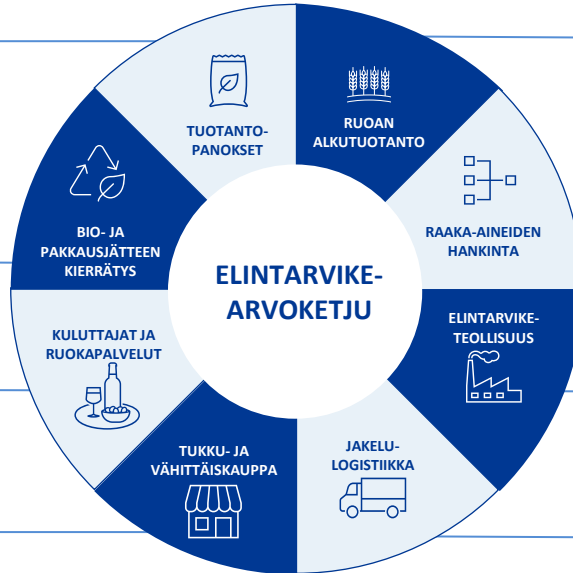 TUOTANTO-
PANOKSET
RUOAN
ALKUTUOTANTO
RAAKA-AINEIDEN
HANKINTA
ELINTARVIKE-
TEOLLISUUS
JAKELU-
LOGISTIIKKA
TUKKU- JA
VÄHITTÄISKAUPPA
KULUTTAJAT JA
RUOKAPALVELUT
BIO- JA
PAKKAUSJÄTTEEN
KIERRÄTYS
ELINTARVIKE-
ARVOKETJU